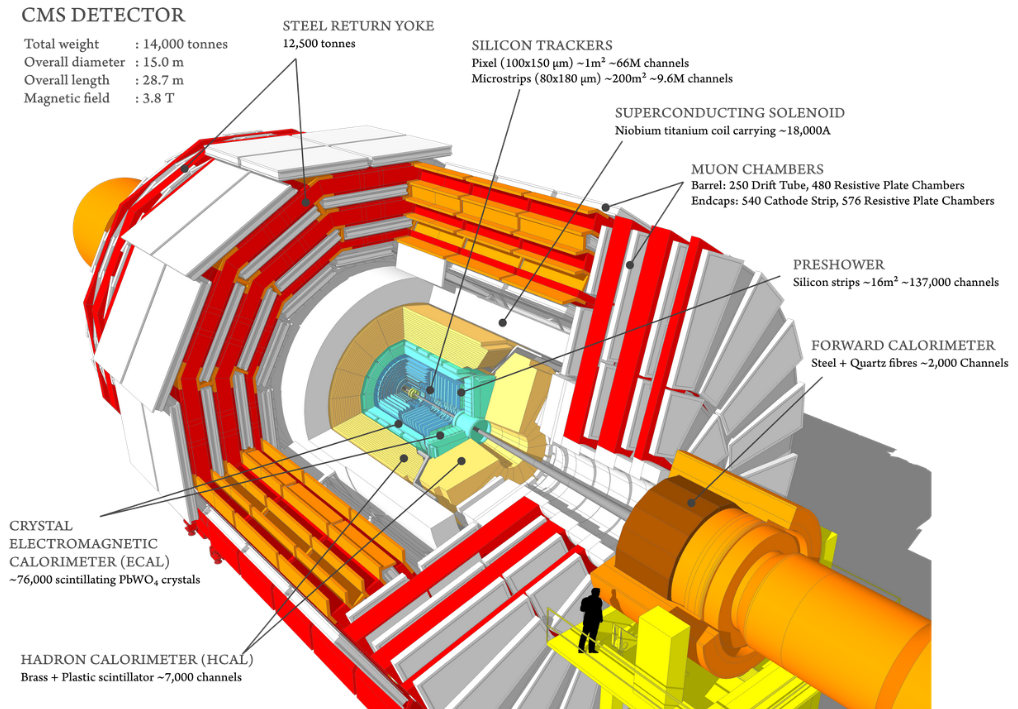 CMS DETECTOR
Total weight : 14,000 tonnes
Overall diameter : 15.0 m
Overall length : 28.7 m
Magnetic field : 3.8 T
STEEL RETURN YOKE
12,500 tonnes
SILICON TRACKERS
Pixel (100x150 μm) ~1m² ~66M channels
Microstrips (80x180 μm) ~200m² ~9.6M channels
SUPERCONDUCTING SOLENOID
Niobium titanium coil carrying ~18,000A
MUON CHAMBERS
Barrel: 250 Drift Tube, 480 Resistive Plate Chambers
Endcaps: 540 Cathode Strip, 576 Resistive Plate Chambers
PRESHOWER
Silicon strips ~16m² ~137,000 channels
FORWARD CALORIMETER
Steel + Quartz fibres ~2,000 Channels
CRYSTAL
ELECTROMAGNETIC
CALORIMETER (ECAL)
~76,000 scintillating PbWO₄ crystals
HADRON CALORIMETER (HCAL)
Brass + Plastic scintillator ~7,000 channels